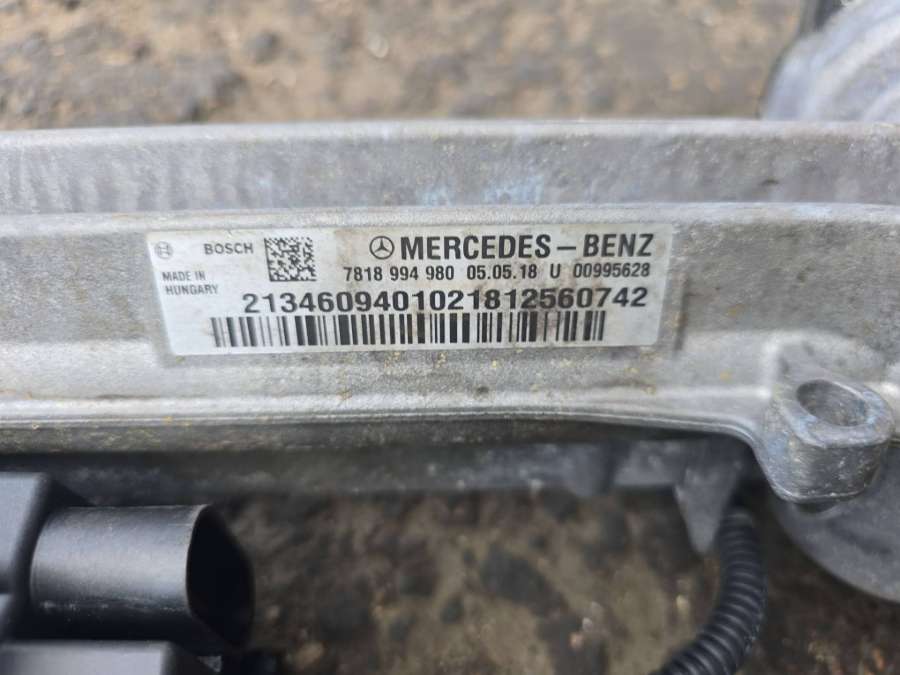 BOSCH
MERCEDES-BENZ
MADE IN
HUNGARY
7818 994 980 05.05.18 U 00995628
2134609401021812560742